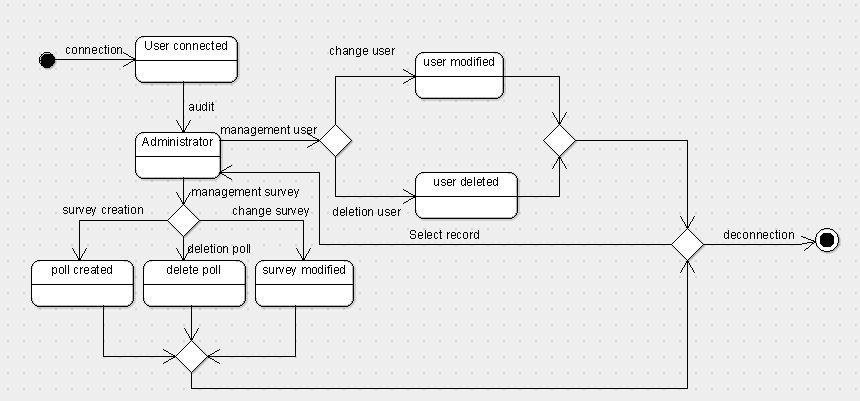 connection
User connected
change user
user modified
audit
Administrator
management user
user deleted
management survey
deletion user
survey creation
change survey
Select record
deconnection
deletion poll
poll created
delete poll
survey modified